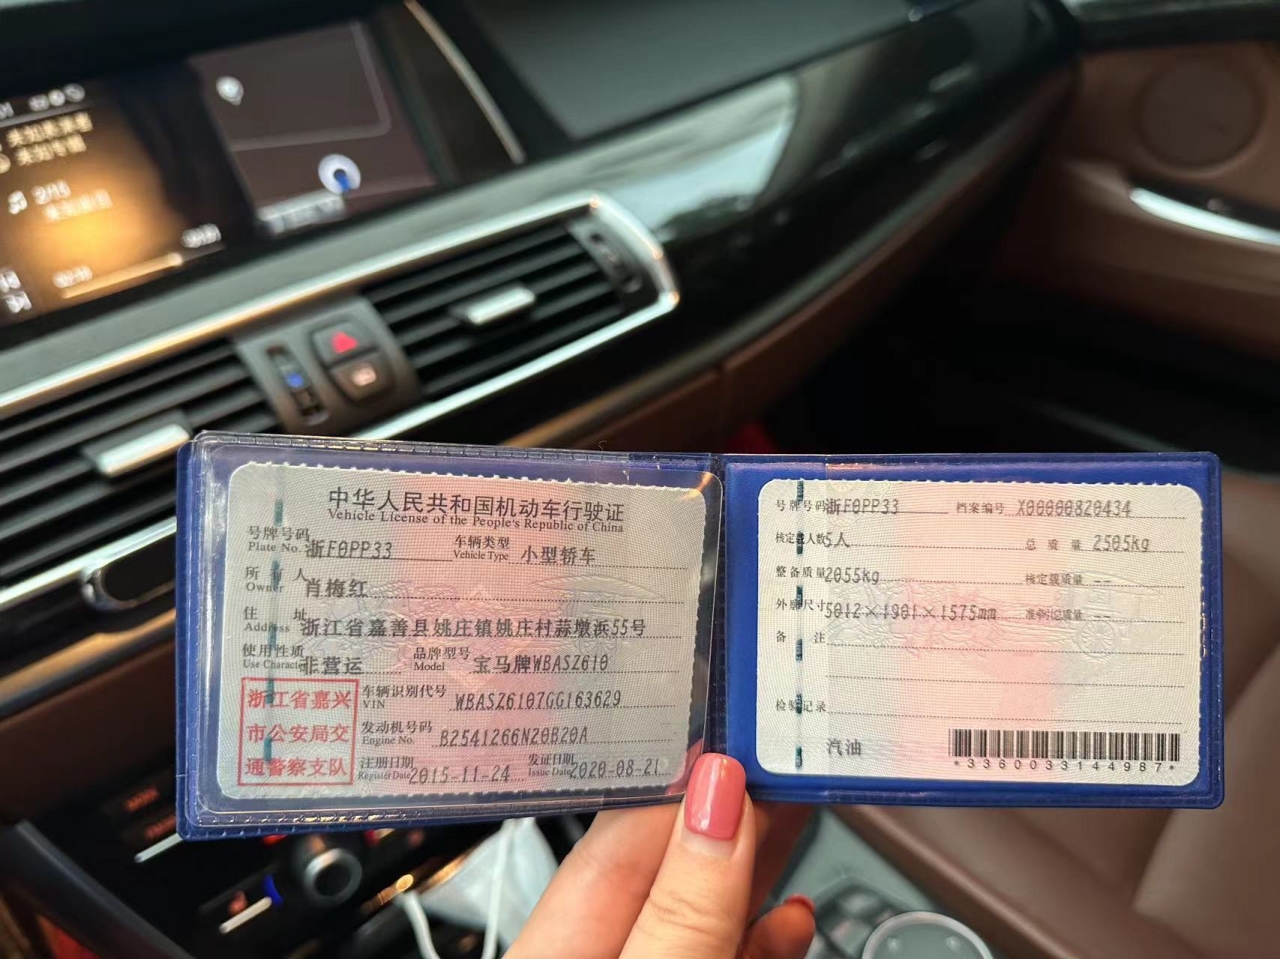 中华人民共和国机动车行驶证
Vehicle License of the People's Republic of China
号牌号码 浙F0PP33 车辆类型 小型轿车
Plate No. Vehicle Type
所有人 肖梅红
Owner
住址 浙江省嘉善县姚庄镇姚庄村蒜墩浜55号
Address
使用性质 非营运 品牌型号 宝马牌WBASZ610
Use Character Model
浙江省嘉兴
市公安局交
通警察支队
车辆识别代号 WBASZ6107GG163629
VIN
发动机号码 B2541266N20B20A
Engine No.
注册日期 2015-11-24 发证日期 2020-08-21
Register Date Issue Date
号牌号码 浙F0PP33 档案编号 X00000820434
核定载人数 5人 总质量 2505kg
整备质量 2055kg 核定载质量 --
外廓尺寸 5012×1901×1575mm 准牵引总质量 --
备注
检验记录
汽油
*3360033144987*